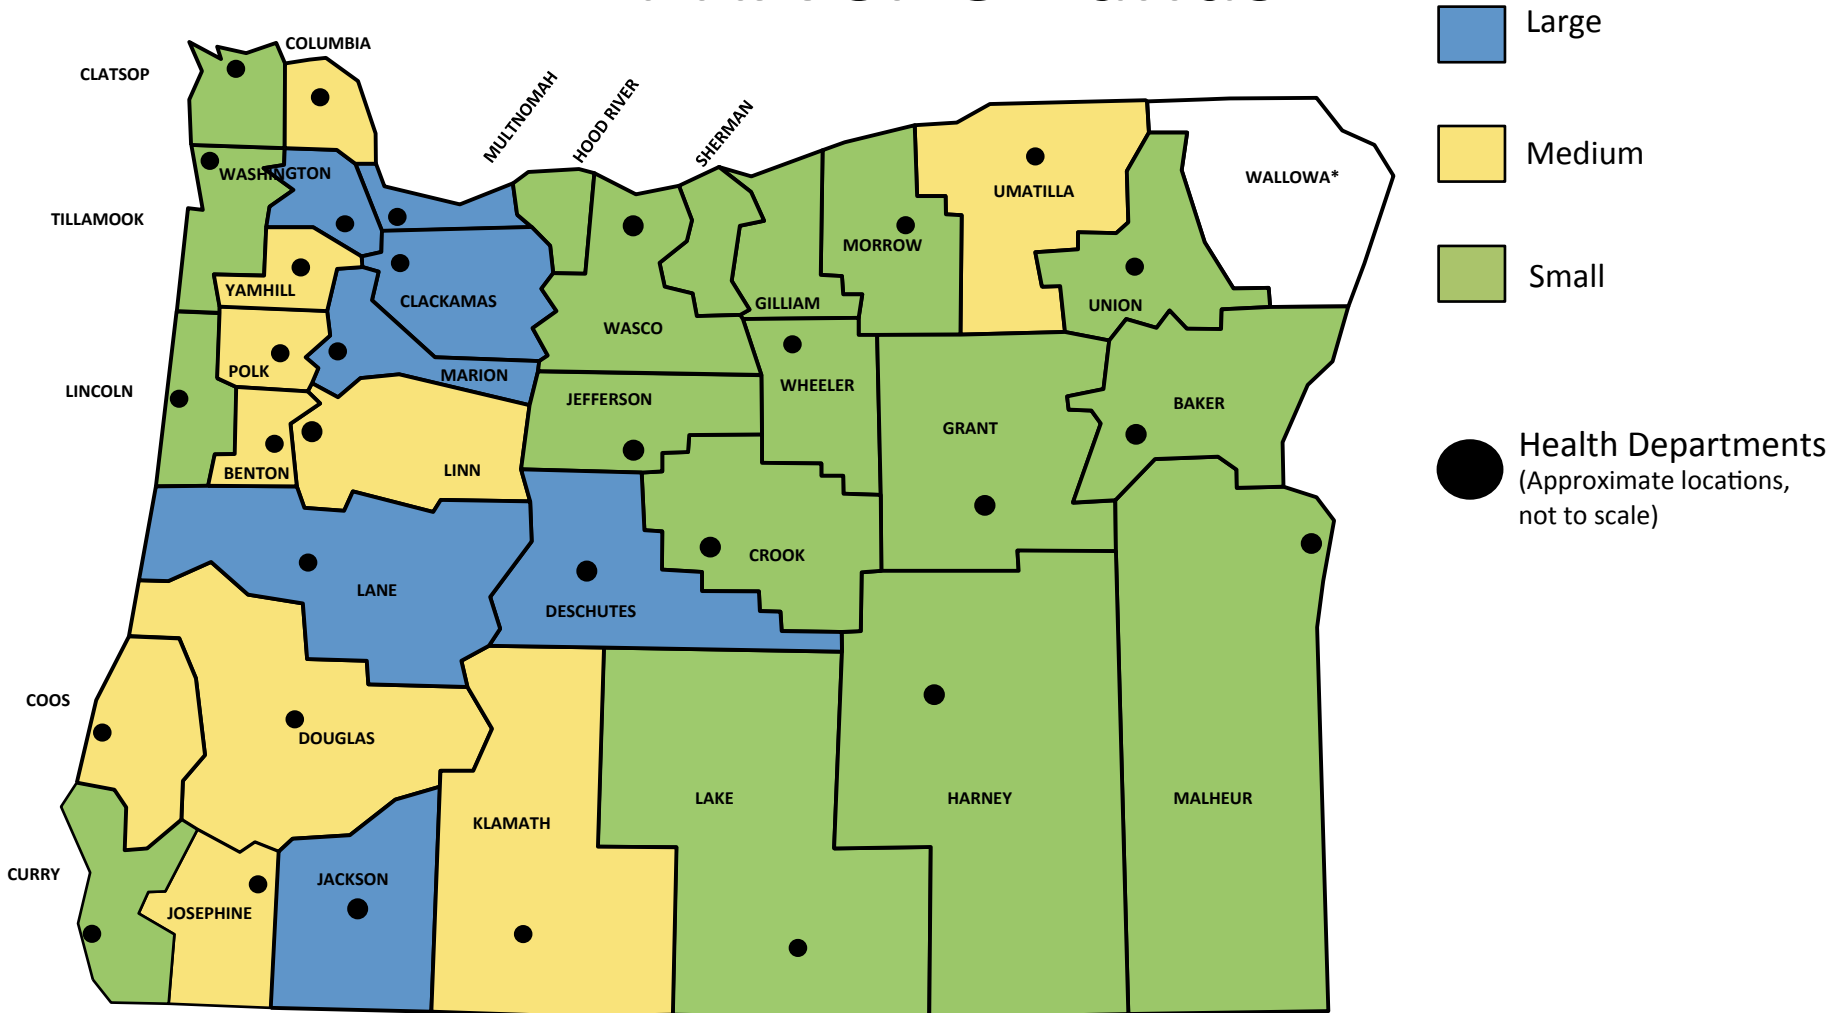 Large
COLUMBIA
CLATSOP
MULTNOMAH
HOOD RIVER
SHERMAN
Medium
WASHINGTON
WALLOWA*
UMATILLA
TILLAMOOK
MORROW
Small
YAMHILL
CLACKAMAS
GILLIAM
UNION
WASCO
POLK
MARION
LINCOLN
JEFFERSON
WHEELER
BAKER
GRANT
Health Departments
(Approximate locations,
not to scale)
BENTON
LINN
CROOK
LANE
DESCHUTES
COOS
DOUGLAS
LAKE
HARNEY
MALHEUR
KLAMATH
CURRY
JACKSON
JOSEPHINE